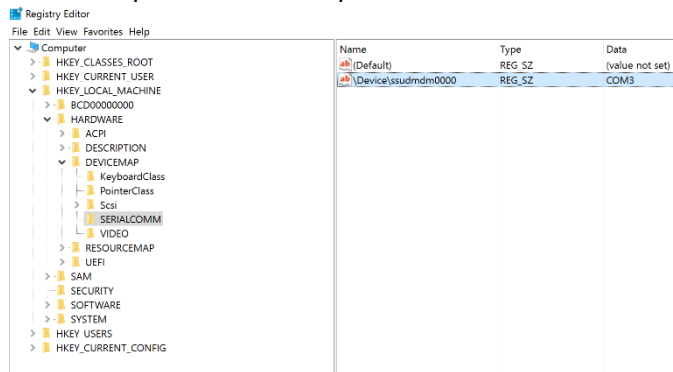 Registry Editor
File Edit View Favorites Help
Computer
HKEY_CLASSES_ROOT
HKEY_CURRENT_USER
HKEY_LOCAL_MACHINE
BCD00000000
HARDWARE
ACPI
DESCRIPTION
DEVICEMAP
KeyboardClass
PointerClass
Scsi
SERIALCOMM
VIDEO
RESOURCEMAP
UEFI
SAM
SECURITY
SOFTWARE
SYSTEM
HKEY_USERS
HKEY_CURRENT_CONFIG
Name Type Data
(Default) REG_SZ (value not set)
\Device\ssudmdm0000 REG_SZ COM3